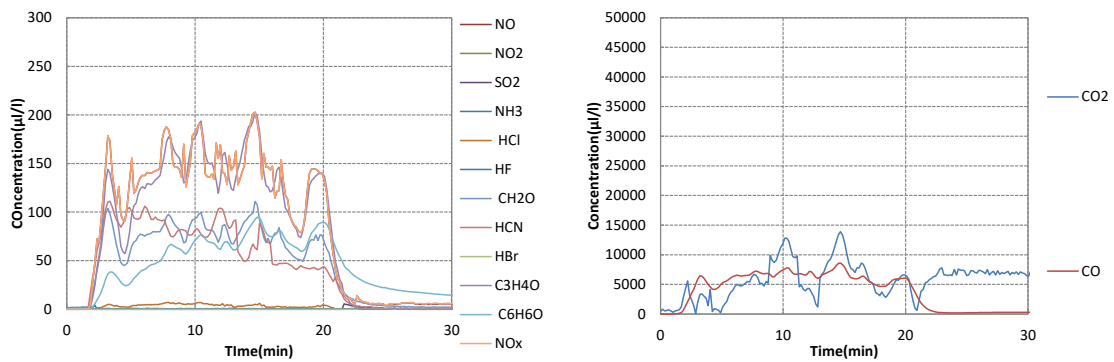 300
250
200
150
100
50
0
0 10 20 30
COncentration(µl/l)
TIme(min)
NO
NO2
SO2
NH3
HCl
HF
CH2O
HCN
HBr
C3H4O
C6H6O
NOx
50000
45000
40000
35000
30000
25000
20000
15000
10000
5000
0
0 10 20 30
Concentration(µl/l)
Time(min)
CO2
CO